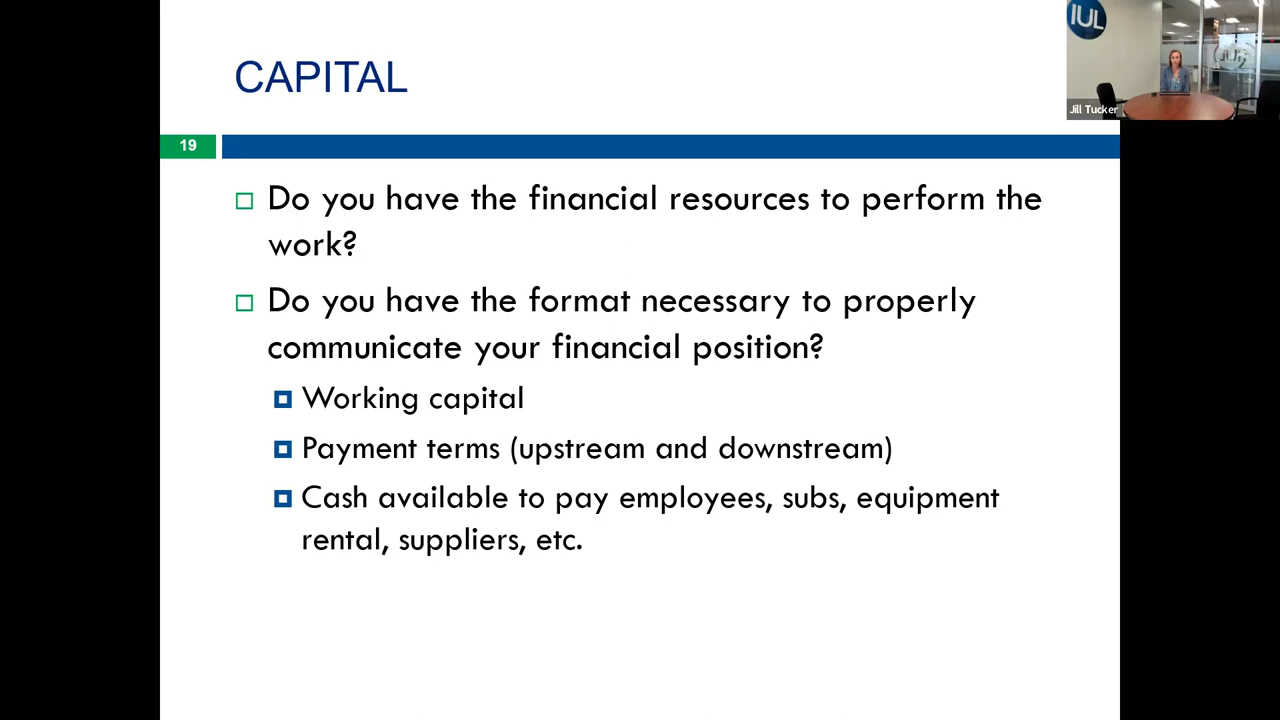 CAPITAL
IUL
IUL
Jill Tucker
19
Do you have the financial resources to perform the
work?
Do you have the format necessary to properly
communicate your financial position?
Working capital
Payment terms (upstream and downstream)
Cash available to pay employees, subs, equipment
rental, suppliers, etc.